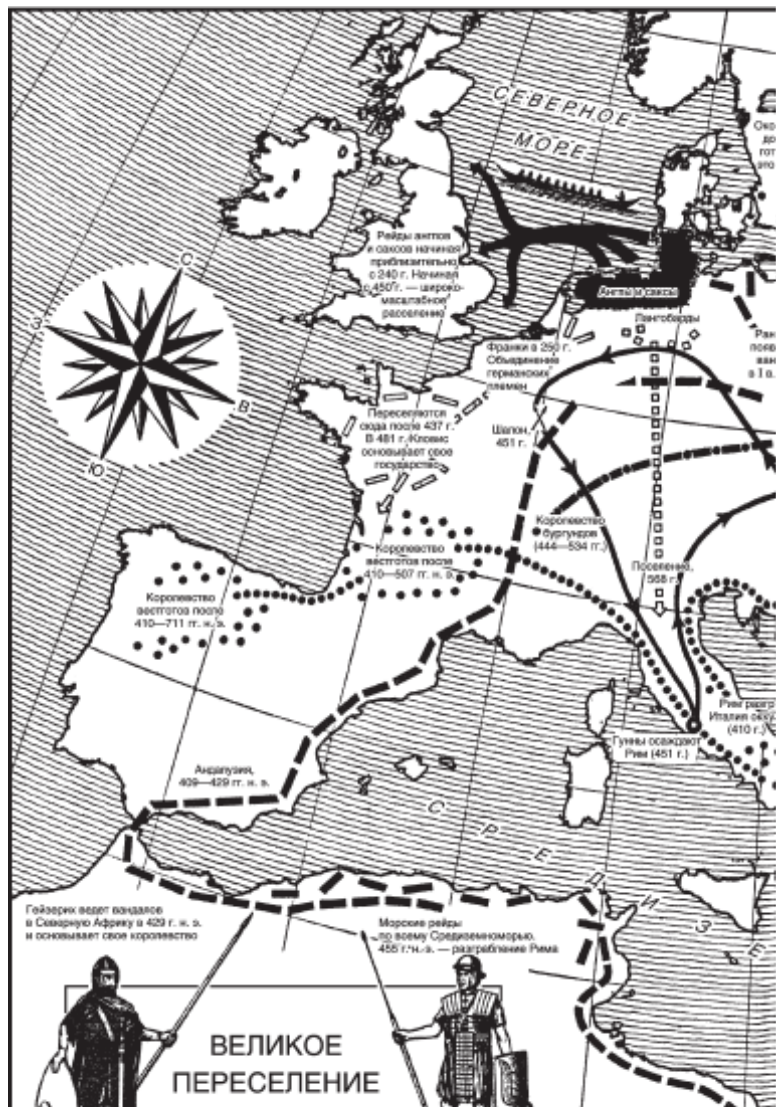 СЕВЕРНОЕ
МОРЕ
Рейды англов
и саксов начиная
приблизительно
с 240 г. Начиная
с 450 г. — широко-
масштабное
расселение
Англы и саксы
Лангобарды
Франки в 250 г.
Объединение
германских
племен
С
З
В
Ю
Переселяются
сюда после 437 г.
В 481 г. Кловис
основывает свое
государство
Шалон,
451 г.
Королевство
бургундов
(444—534 гг.)
Королевство
вестготов после
410—507 гг. н. э.
Поселение,
568 г.
Королевство
вестготов после
410—711 гг. н. э.
Италия
(410 г.)
Гунны осаждают
Рим (451 г.)
Андалузия,
409—429 гг. н. э.
СРЕДИЗЕ
Гейзерих ведет вандалов
в Северную Африку в 429 г. н. э.
и основывает свое королевство
Морские рейды
по всему Средиземноморью.
455 г. н. э. — разграбление Рима
ВЕЛИКОЕ
ПЕРЕСЕЛЕНИЕ